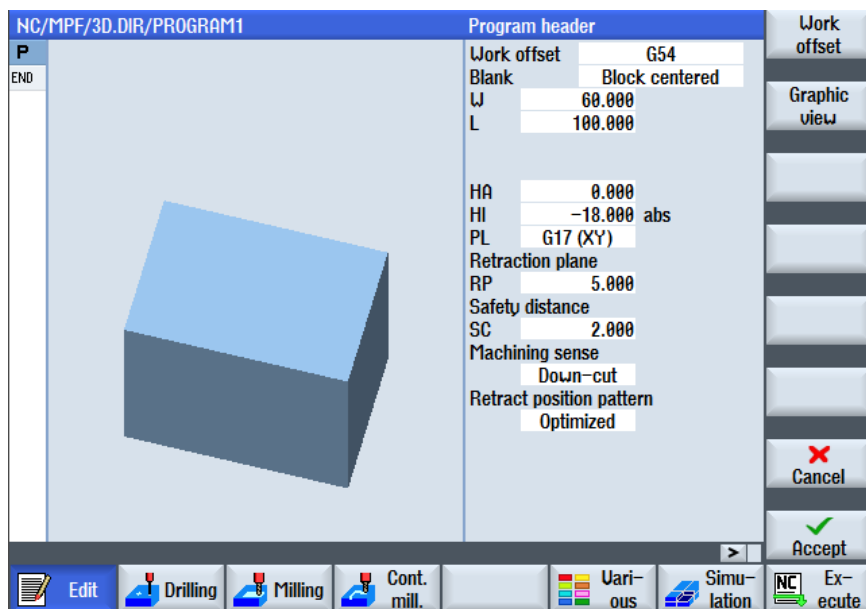 NC/MPF/3D.DIR/PROGRAM1
Program header
P
END
Work offset G54
Blank Block centered
W 60.000
L 100.000
HA 0.000
HI -18.000 abs
PL G17 (XY)
Retraction plane
RP 5.000
Safety distance
SC 2.000
Machining sense
Down-cut
Retract position pattern
Optimized
Work
offset
Graphic
view
Cancel
Accept
>
Edit
Drilling
Milling
Cont.
mill.
Vari-
ous
Simu-
lation
NC
Ex-
ecute